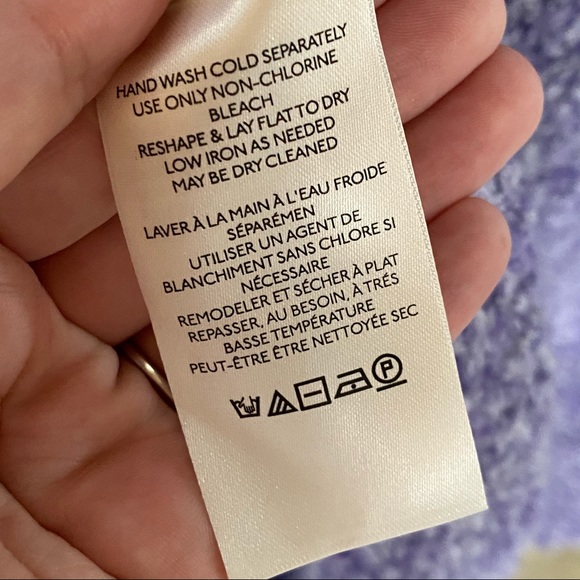 HAND WASH COLD SEPARATELY
USE ONLY NON-CHLORINE
BLEACH
RESHAPE & LAY FLAT TO DRY
LOW IRON AS NEEDED
MAY BE DRY CLEANED
LAVER À LA MAIN À L'EAU FROIDE
SÉPARÉMEN
UTILISER UN AGENT DE
BLANCHIMENT SANS CHLORE SI
NÉCESSAIRE
REMODELER ET SÉCHER À PLAT
REPASSER, AU BESOIN, À TRÉS
BASSE TEMPÉRATURE
PEUT-ÊTRE ÊTRE NETTOYÉE SEC
P